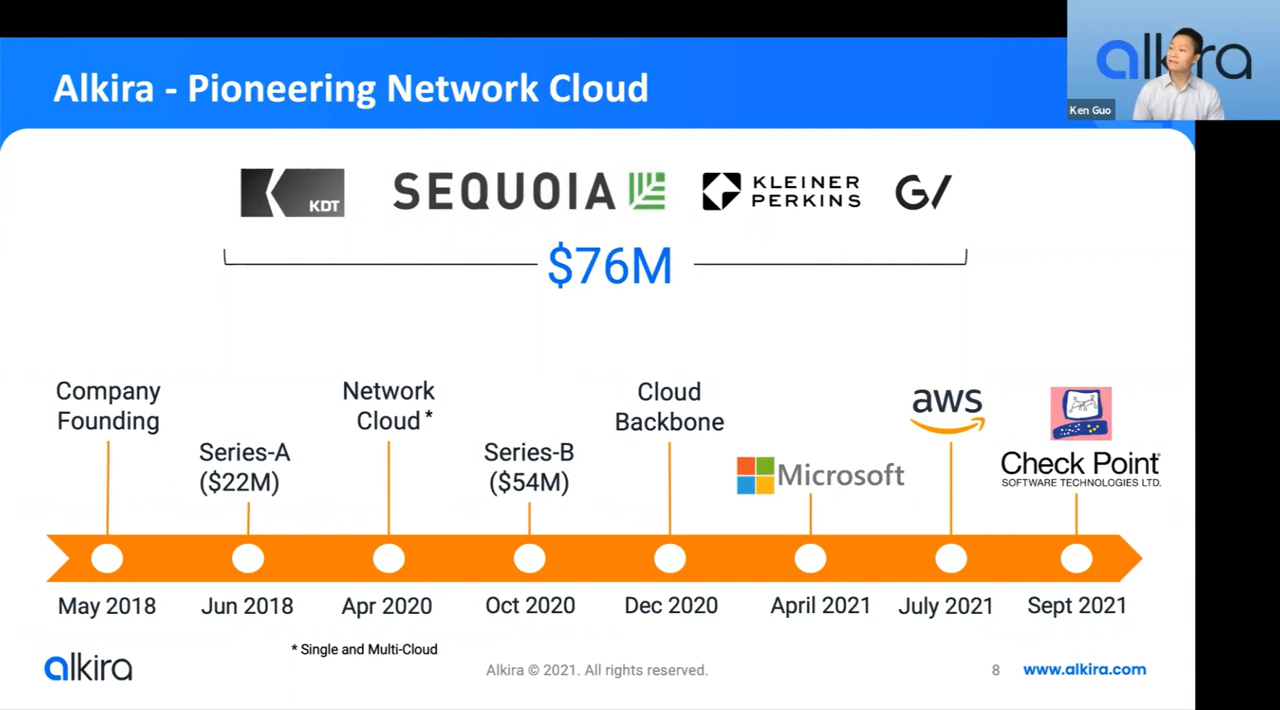 Alkira - Pioneering Network Cloud
alkira
Ken Guo
KDT
SEQUOIA
KLEINER
PERKINS
GV
$76M
Company
Founding
Series-A
($22M)
Network
Cloud *
Series-B
($54M)
Cloud
Backbone
Microsoft
aws
Check Point
SOFTWARE TECHNOLOGIES LTD.
May 2018
Jun 2018
Apr 2020
Oct 2020
Dec 2020
April 2021
July 2021
Sept 2021
* Single and Multi-Cloud
alkira
Alkira © 2021. All rights reserved.
8
www.alkira.com